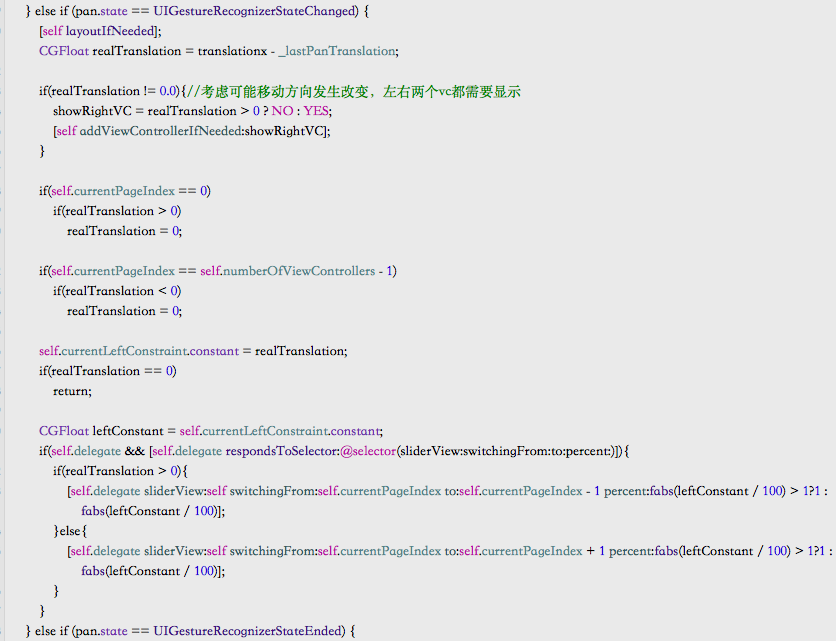 } else if (pan.state == UIGestureRecognizerStateChanged) {
[self layoutIfNeeded];
CGFloat realTranslation = translationx - _lastPanTranslation;
if(realTranslation != 0.0){//考虑可能移动方向发生改变，左右两个vc都需要显示
showRightVC = realTranslation > 0 ? NO : YES;
[self addViewControllerIfNeeded:showRightVC];
}
if(self.currentPageIndex == 0)
if(realTranslation > 0)
realTranslation = 0;
if(self.currentPageIndex == self.numberOfViewControllers - 1)
if(realTranslation < 0)
realTranslation = 0;
self.currentLeftConstraint.constant = realTranslation;
if(realTranslation == 0)
return;
CGFloat leftConstant = self.currentLeftConstraint.constant;
if(self.delegate && [self.delegate respondsToSelector:@selector(sliderView:switchingFrom:to:percent:)]){
if(realTranslation > 0){
[self.delegate sliderView:self switchingFrom:self.currentPageIndex to:self.currentPageIndex - 1 percent:fabs(leftConstant / 100) > 1?1 :
fabs(leftConstant / 100)];
}else{
[self.delegate sliderView:self switchingFrom:self.currentPageIndex to:self.currentPageIndex + 1 percent:fabs(leftConstant / 100) > 1?1 :
fabs(leftConstant / 100)];
}
}
} else if (pan.state == UIGestureRecognizerStateEnded) {